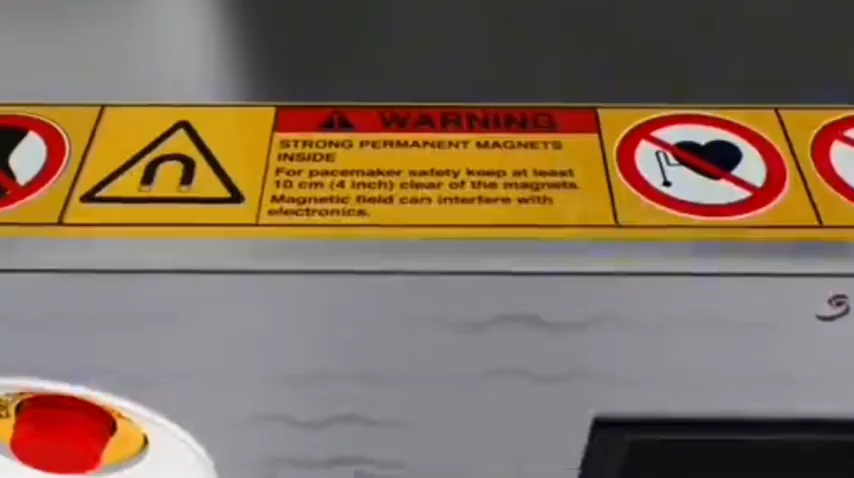 WARNING
STRONG PERMANENT MAGNETS
INSIDE
For pacemaker safety keep at least
10 cm (4 inch) clear of the magnets.
Magnetic field can interfere with
electronics.